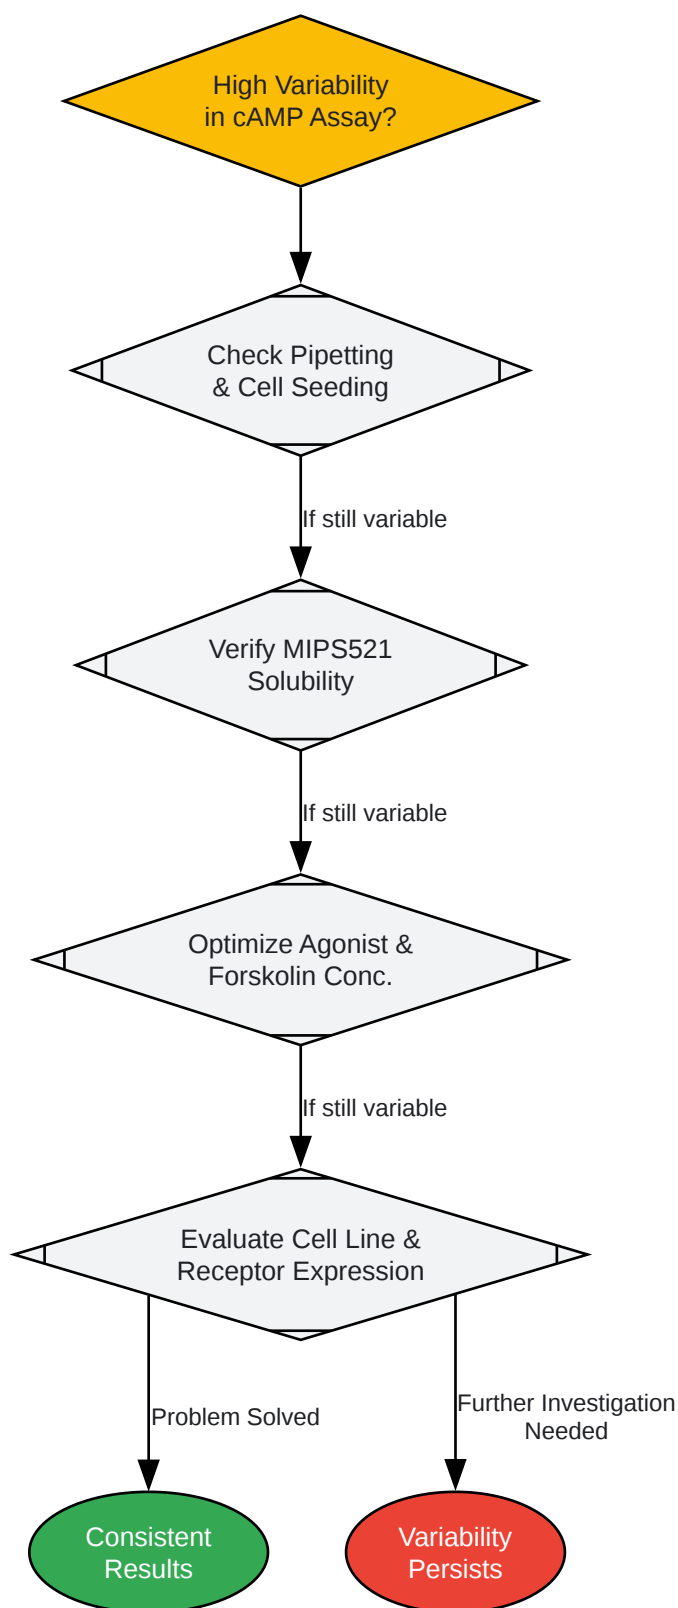 High Variability
in cAMP Assay?
Check Pipetting
& Cell Seeding
If still variable
Verify MIPS521
Solubility
If still variable
Optimize Agonist &
Forskolin Conc.
If still variable
Evaluate Cell Line &
Receptor Expression
Problem Solved
Further Investigation
Needed
Consistent
Results
Variability
Persists